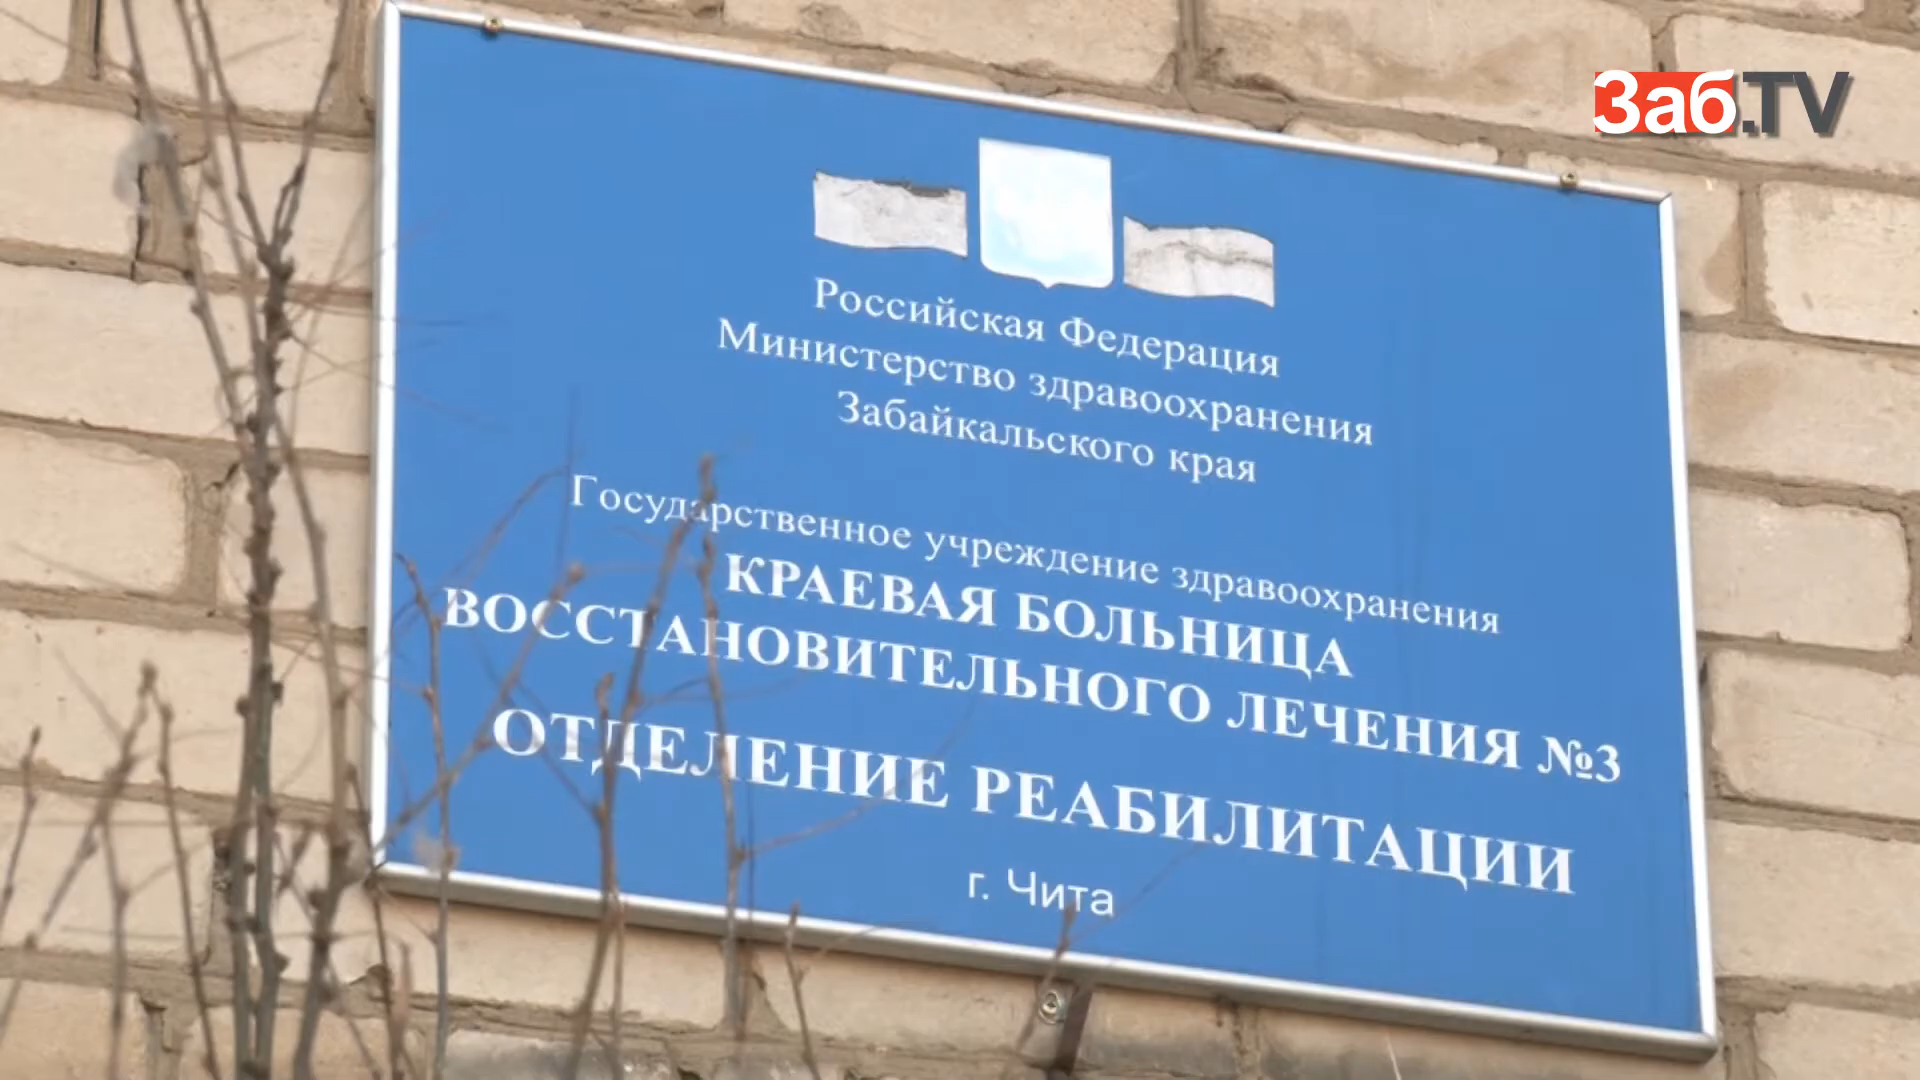 Заб.TV
Российская Федерация
Министерство здравоохранения
Забайкальского края
Государственное учреждение здравоохранения
КРАЕВАЯ БОЛЬНИЦА
ВОССТАНОВИТЕЛЬНОГО ЛЕЧЕНИЯ №3
ОТДЕЛЕНИЕ РЕАБИЛИТАЦИИ
г. Чита